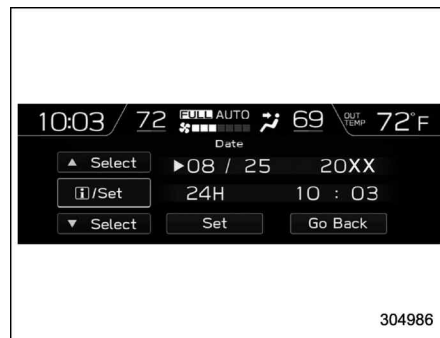 10:03 72 FULL AUTO 69 OUT TEMP 72°F
Date
▲ Select ▶08 / 25 20XX
i/Set 24H 10 : 03
▼ Select Set Go Back
304986